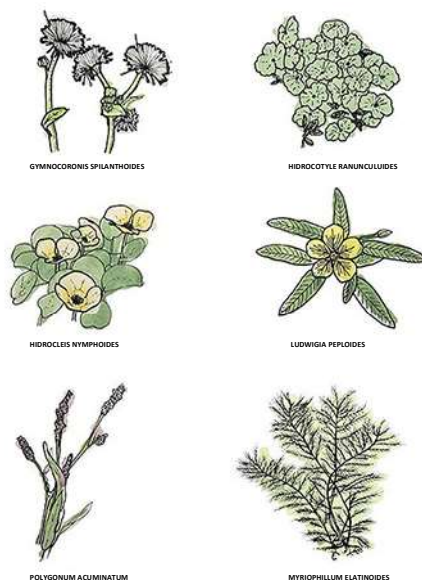 GYMNOCORONIS SPILANTHOIDES
HIDROCOTYLE RANUNCULUIDES
HIDROCLEIS NYMPHOIDES
LUDWIGIA PEPLOIDES
POLYGONUM ACUMINATUM
MYRIOPHILLUM ELATINOIDES